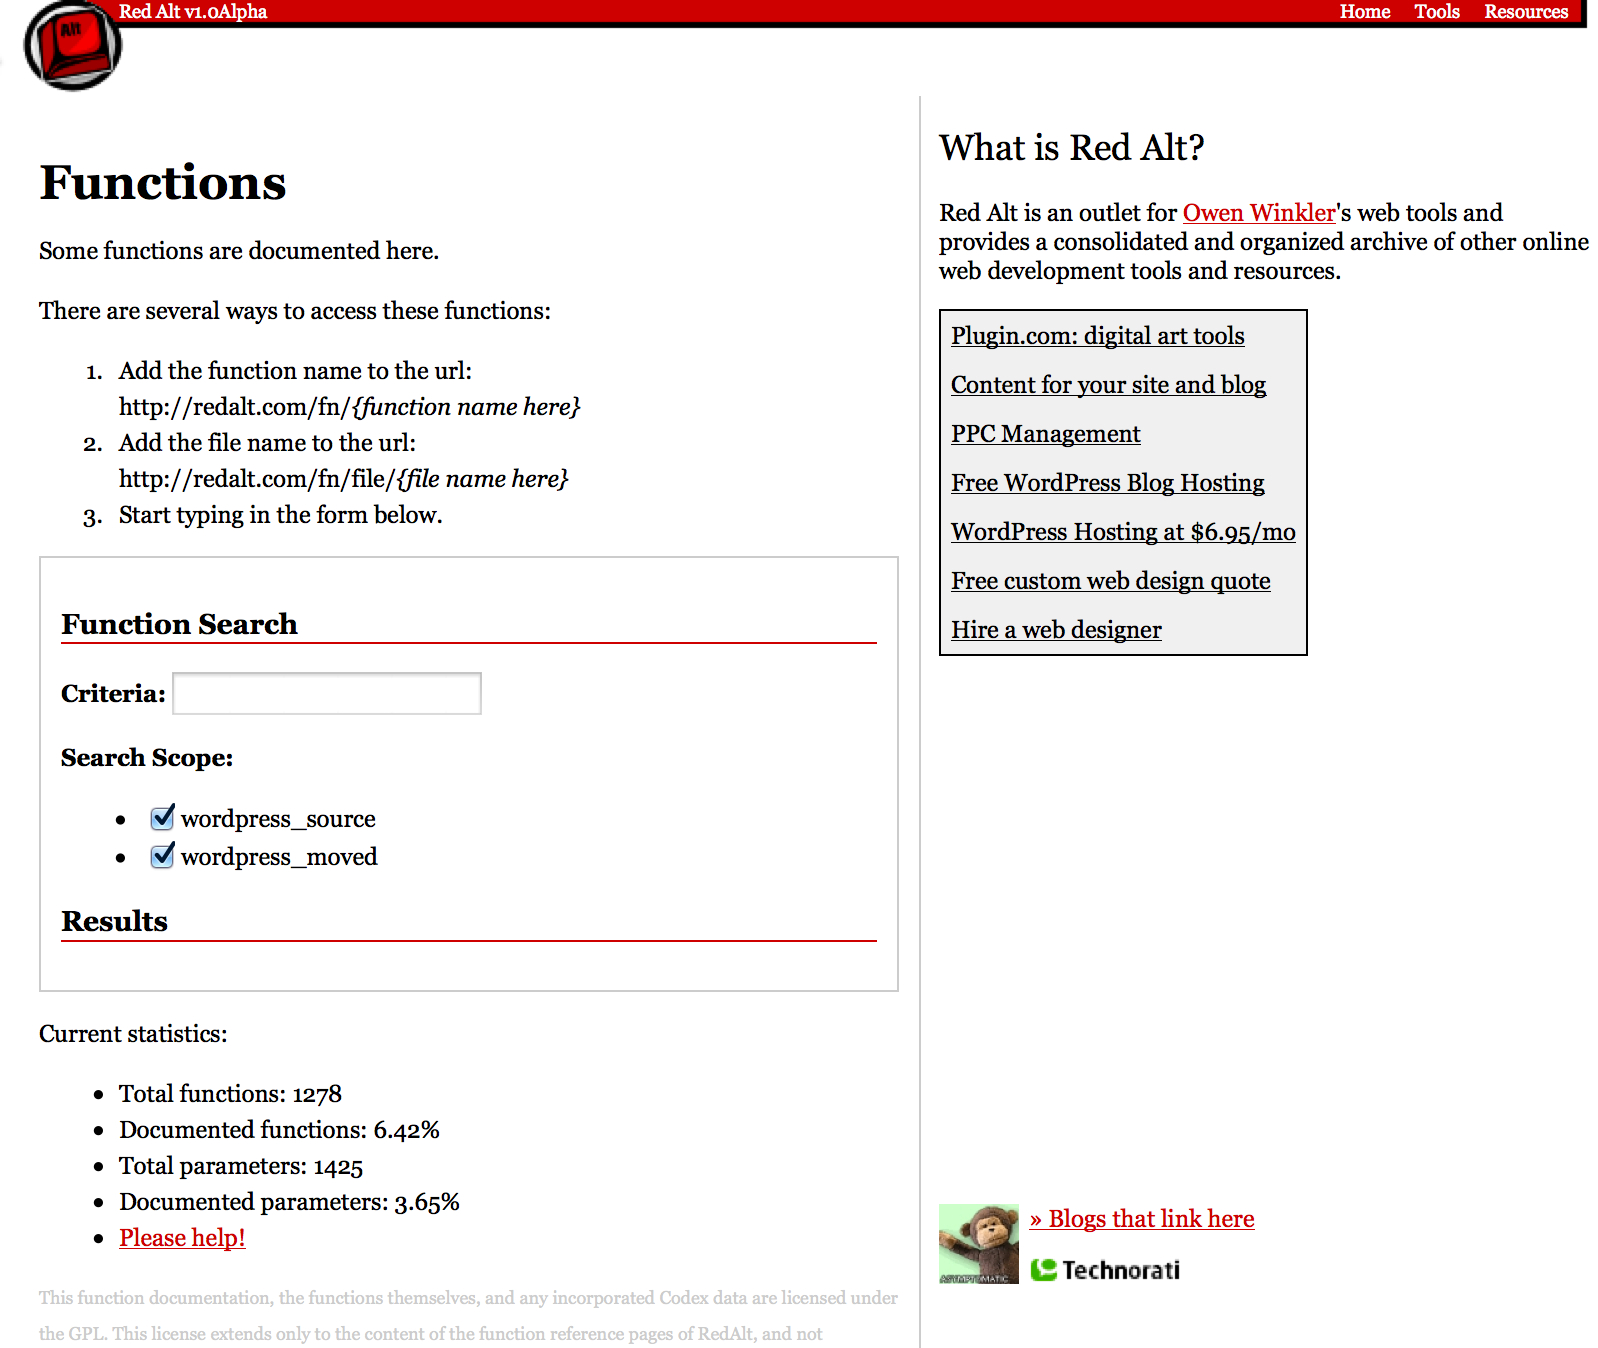 Red Alt v1.0Alpha
Home Tools Resources
Alt
Functions
Some functions are documented here.
There are several ways to access these functions:
1. Add the function name to the url:
http://redalt.com/fn/{function name here}
2. Add the file name to the url:
http://redalt.com/fn/file/{file name here}
3. Start typing in the form below.
Function Search
Criteria:
Search Scope:
wordpress_source
wordpress_moved
Results
Current statistics:
• Total functions: 1278
• Documented functions: 6.42%
• Total parameters: 1425
• Documented parameters: 3.65%
• Please help!
This function documentation, the functions themselves, and any incorporated Codex data are licensed under
the GPL. This license extends only to the content of the function reference pages of RedAlt, and not
What is Red Alt?
Red Alt is an outlet for Owen Winkler's web tools and
provides a consolidated and organized archive of other online
web development tools and resources.
Plugin.com: digital art tools
Content for your site and blog
PPC Management
Free WordPress Blog Hosting
WordPress Hosting at $6.95/mo
Free custom web design quote
Hire a web designer
» Blogs that link here
ASYMPTOMATIC
Technorati